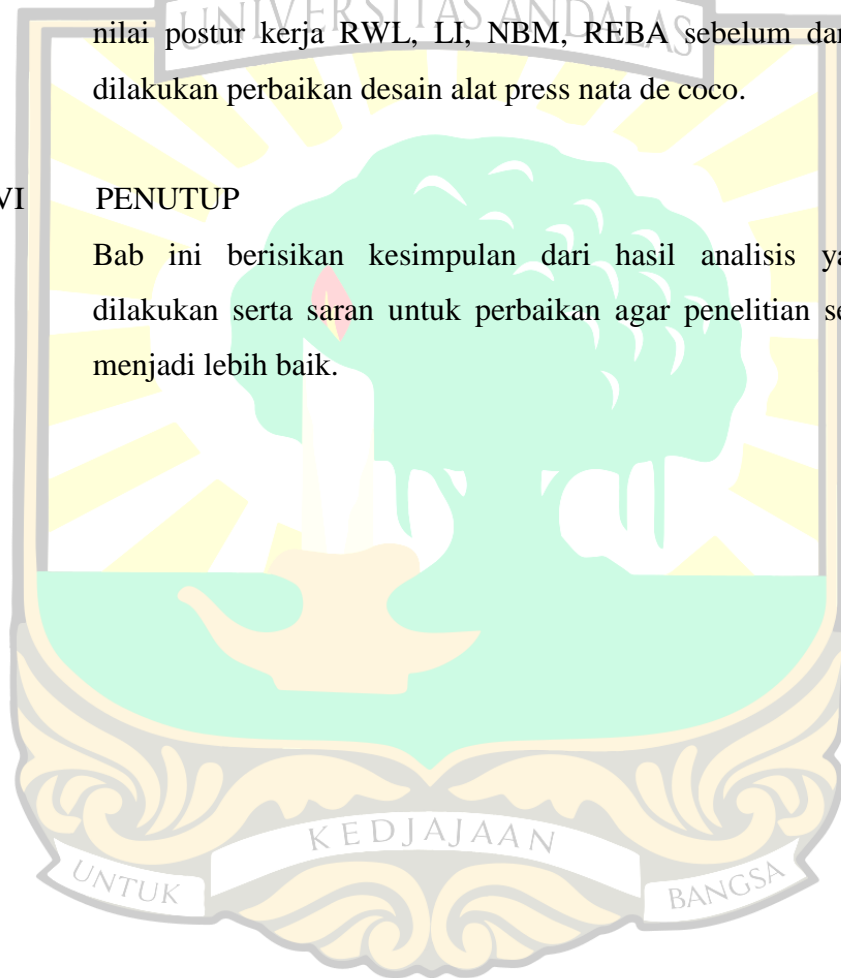 UNIVERSITAS ANDALAS
nilai postur kerja RWL, LI, NBM, REBA sebelum
dilakukan perbaikan desain alat press nata de coco.
VI PENUTUP
Bab ini berisikan kesimpulan dari hasil analisis
dilakukan serta saran untuk perbaikan agar penelitian
menjadi lebih baik.
KEDJAJAAN
UNTUK BANGSA